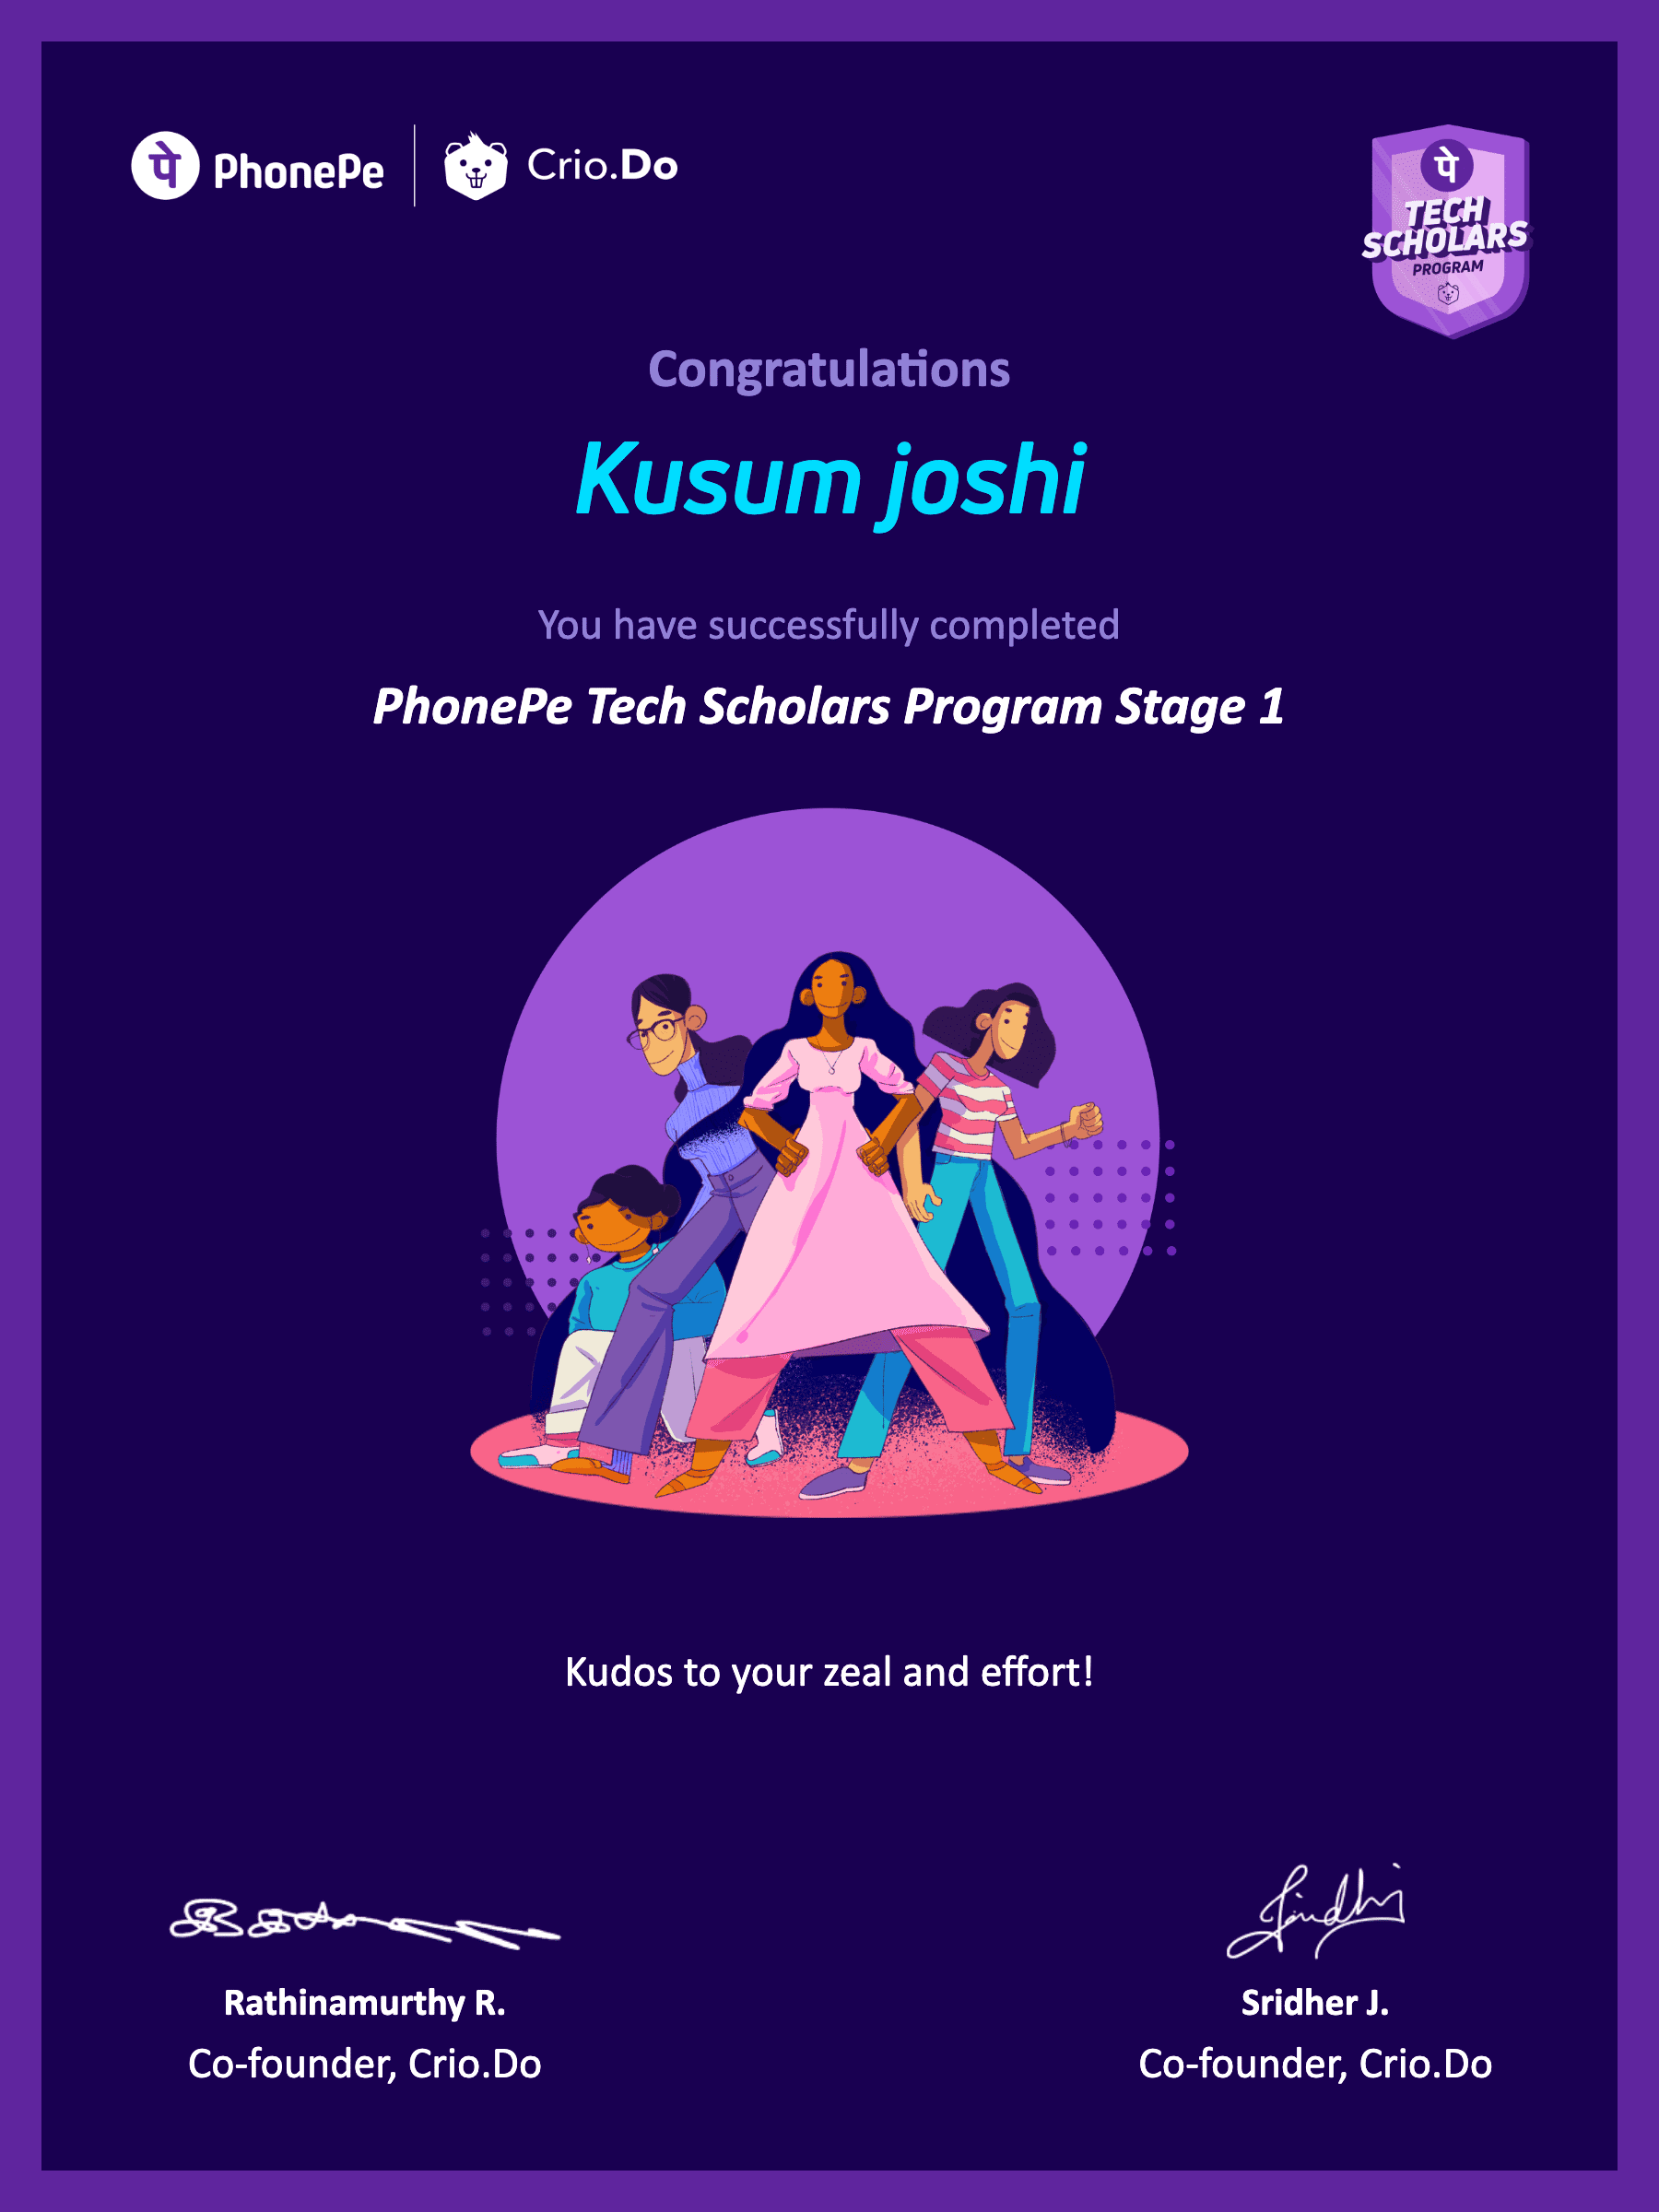 पे PhonePe Crio.Do
पे
TECH
SCHOLARS
PROGRAM
Congratulations
Kusum joshi
You have successfully completed
PhonePe Tech Scholars Program Stage 1
Kudos to your zeal and effort!
Rathinamurthy R.
Co-founder, Crio.Do
Sridher J.
Co-founder, Crio.Do